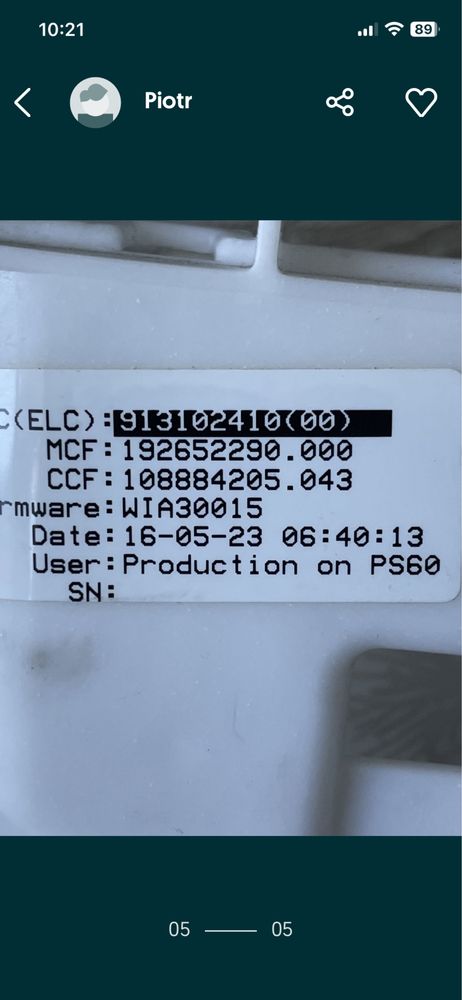 10:21
89
Piotr
C(ELC):913102410(00)
MCF:192652290.000
CCF:108884205.043
rmware:WIA30015
Date:16-05-23 06:40:13
User:Production on PS60
SN:
05 05